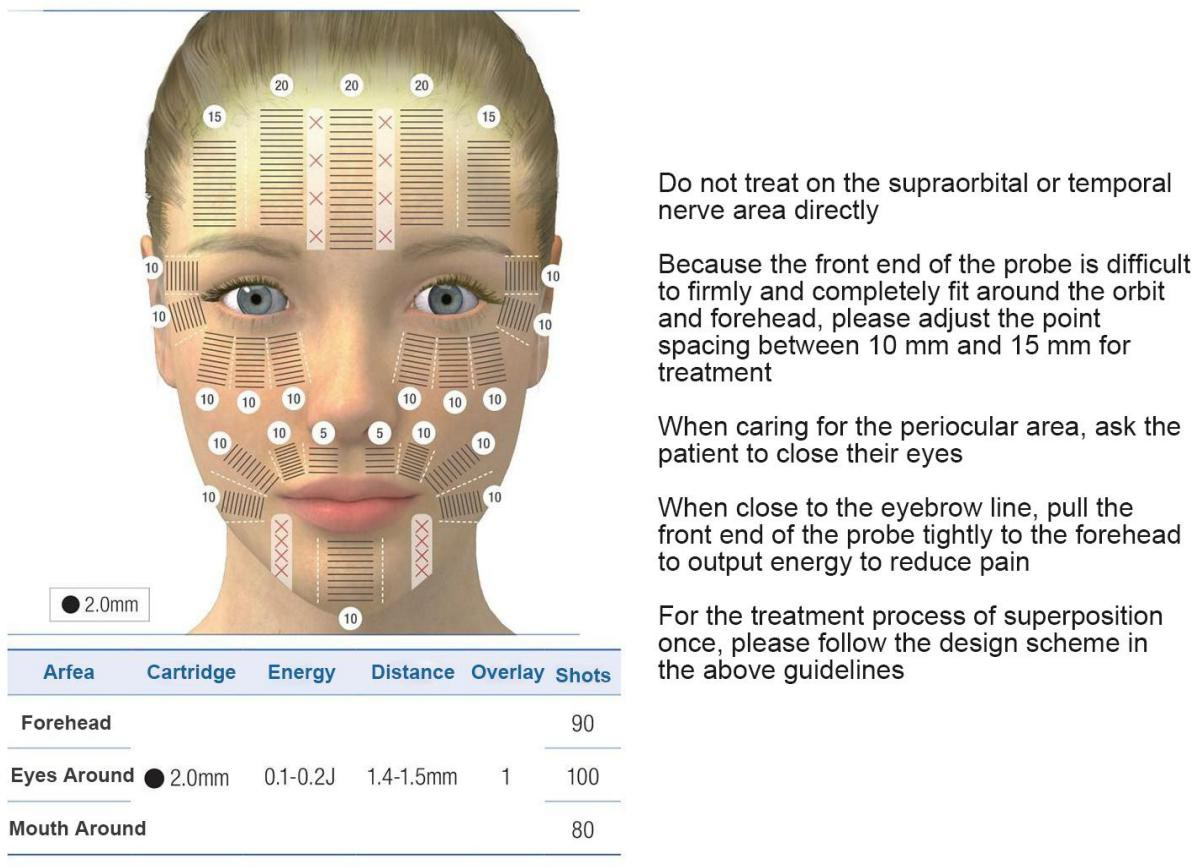 20 20 20
15 15
10 10
10 10
10 10 10 10 10 10
10 10 5 5 10 10
10 10
10
2.0mm
Arfea Cartridge Energy Distance Overlay Shots
Forehead 90
Eyes Around 2.0mm 0.1-0.2J 1.4-1.5mm 1 100
Mouth Around 80
Do not treat on the supraorbital or temporal
nerve area directly
Because the front end of the probe is difficult
to firmly and completely fit around the orbit
and forehead, please adjust the point
spacing between 10 mm and 15 mm for
treatment
When caring for the periocular area, ask the
patient to close their eyes
When close to the eyebrow line, pull the
front end of the probe tightly to the forehead
to output energy to reduce pain
For the treatment process of superposition
once, please follow the design scheme in
the above guidelines